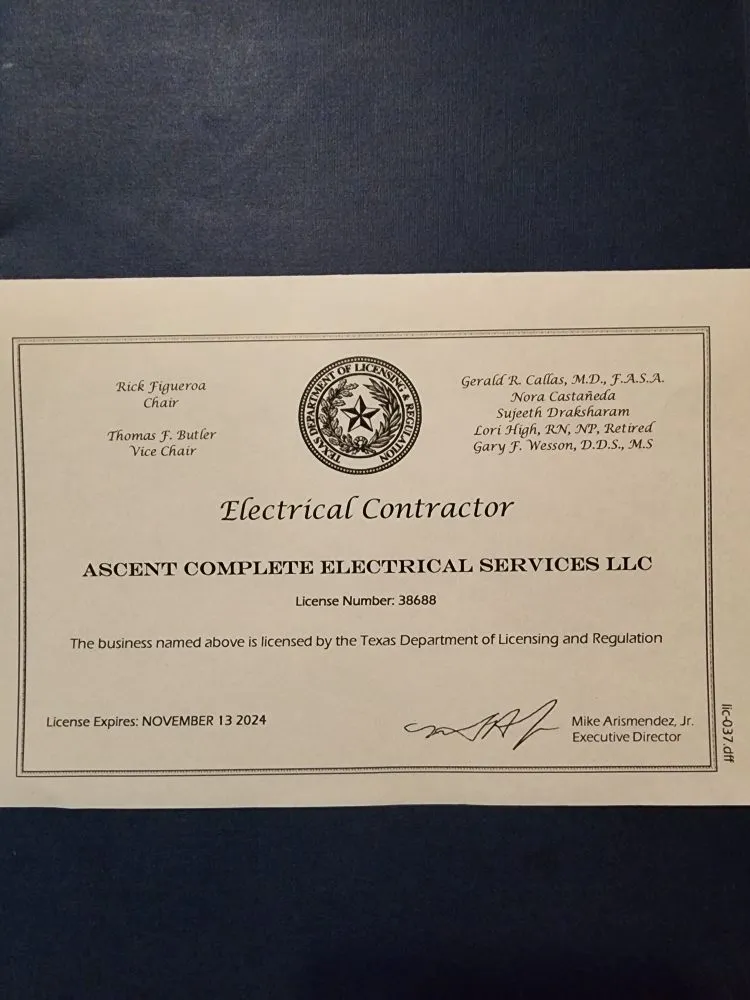 Rick Figueroa
Chair
Thomas F. Butler
Vice Chair
TEXAS DEPARTMENT OF LICENSING & REGULATION
Gerald R. Callas, M.D., F.A.S.A.
Nora Castañeda
Sujeeth Draksharam
Lori High, RN, NP, Retired
Gary F. Wesson, D.D.S., M.S
Electrical Contractor
ASCENT COMPLETE ELECTRICAL SERVICES LLC
License Number: 38688
The business named above is licensed by the Texas Department of Licensing and Regulation
License Expires: NOVEMBER 13 2024
Mike Arismendez, Jr.
Executive Director
lic-037.dff